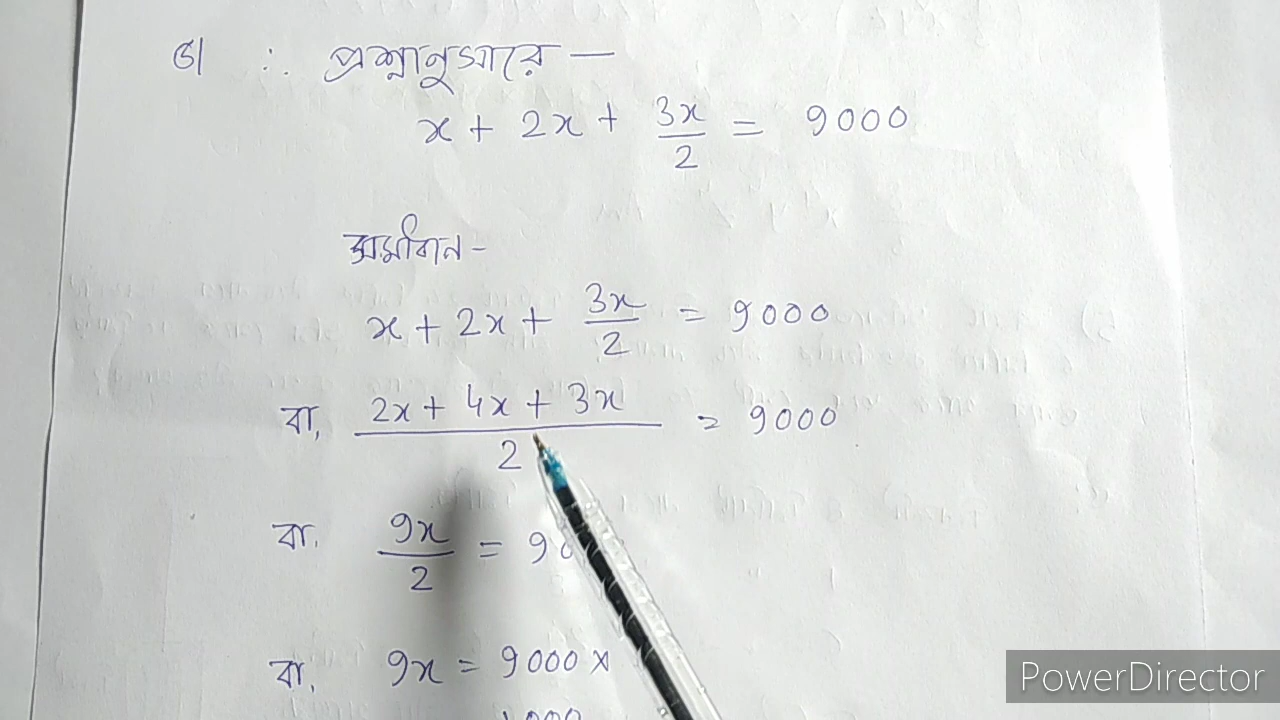 ৩। ∴ প্রশ্নানুসারে —
x + 2x + 3x/2 = 9000
সমাধান -
x + 2x + 3x/2 = 9000
বা, (2x + 4x + 3x)/2 = 9000
বা. 9x/2 = 90
বা, 9x = 9000 ×
PowerDirector